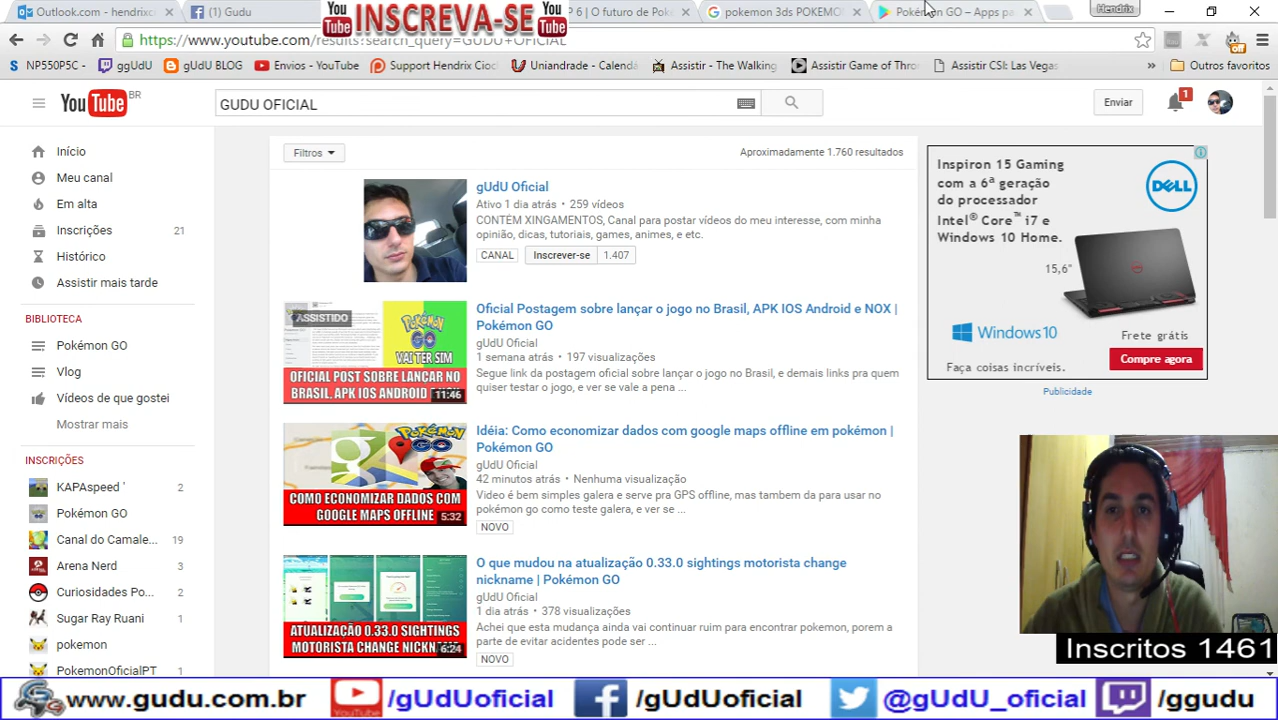 Outlook.com - hendrixc
(1) Gudu
You Tube INSCREVA-SE You Tube
P 6 | O futuro de Pok
pokemon 3ds POKEMO
Pokémon GO – Apps pa
Hendrix
https://www.youtube.com/results?search_query=GUDU+OFICIAL
NP550P5C -
ggUdU
gUdU BLOG
Envios - YouTube
Support Hendrix Cioc
Uniandrade - Calendá
Assistir - The Walking
Assistir Game of Thro
Assistir CSI: Las Vegas
»
Outros favoritos
off
You Tube BR
GUDU OFICIAL
Enviar
1
Início
Meu canal
Em alta
Inscrições 21
Histórico
Assistir mais tarde
BIBLIOTECA
Pokémon GO
Vlog
Vídeos de que gostei
Mostrar mais
INSCRIÇÕES
KAPAspeed ' 2
Pokémon GO
Canal do Camale... 19
Arena Nerd 3
Curiosidades Po... 2
Sugar Ray Ruani 1
pokemon
PokemonOficialPT 1
Filtros
Aproximadamente 1.760 resultados
gUdU Oficial
Ativo 1 dia atrás • 259 vídeos
CONTÉM XINGAMENTOS, Canal para postar vídeos do meu interesse, com minha
opinião, dicas, tutoriais, games, animes, e etc.
CANAL
Inscrever-se 1.407
ASSISTIDO
POKÉMON GO
VAI TER SIM
OFICIAL POST SOBRE LANÇAR NO
BRASIL, APK IOS ANDROID
11:46
Oficial Postagem sobre lançar o jogo no Brasil, APK IOS Android e NOX |
Pokémon GO
gUdU Oficial
1 semana atrás • 197 visualizações
Segue link da postagem oficial sobre lançar o jogo no Brasil, e demais links pra quem
quiser testar o jogo, e ver se vale a pena ...
POKÉMON GO
COMO ECONOMIZAR DADOS COM
GOOGLE MAPS OFFLINE
5:32
Idéia: Como economizar dados com google maps offline em pokémon |
Pokémon GO
gUdU Oficial
42 minutos atrás • Nenhuma visualização
Video é bem simples galera e serve pra GPS offline, mas tambem da para usar no
pokémon go como teste galera, e ver se ...
NOVO
ATUALIZAÇÃO 0.33.0 SIGHTINGS
MOTORISTA CHANGE NICKN
6:24
O que mudou na atualização 0.33.0 sightings motorista change
nickname | Pokémon GO
gUdU Oficial
1 dia atrás • 378 visualizações
Achei que esta mudança ainda vai continuar ruim para encontrar pokemon, porem a
parte de evitar acidentes pode ser ...
NOVO
Inspiron 15 Gaming
com a 6ª geração
do processador
Intel® Core™ i7 e
Windows 10 Home.
DELL
15,6"
Windows10
Faça coisas incríveis.
Frete grátis
Compre agora
Publicidade
Inscritos 1461
www.gudu.com.br
YouTube
/gUdUoficial
/gUdUoficial
@gUdU_oficial
/ggudu